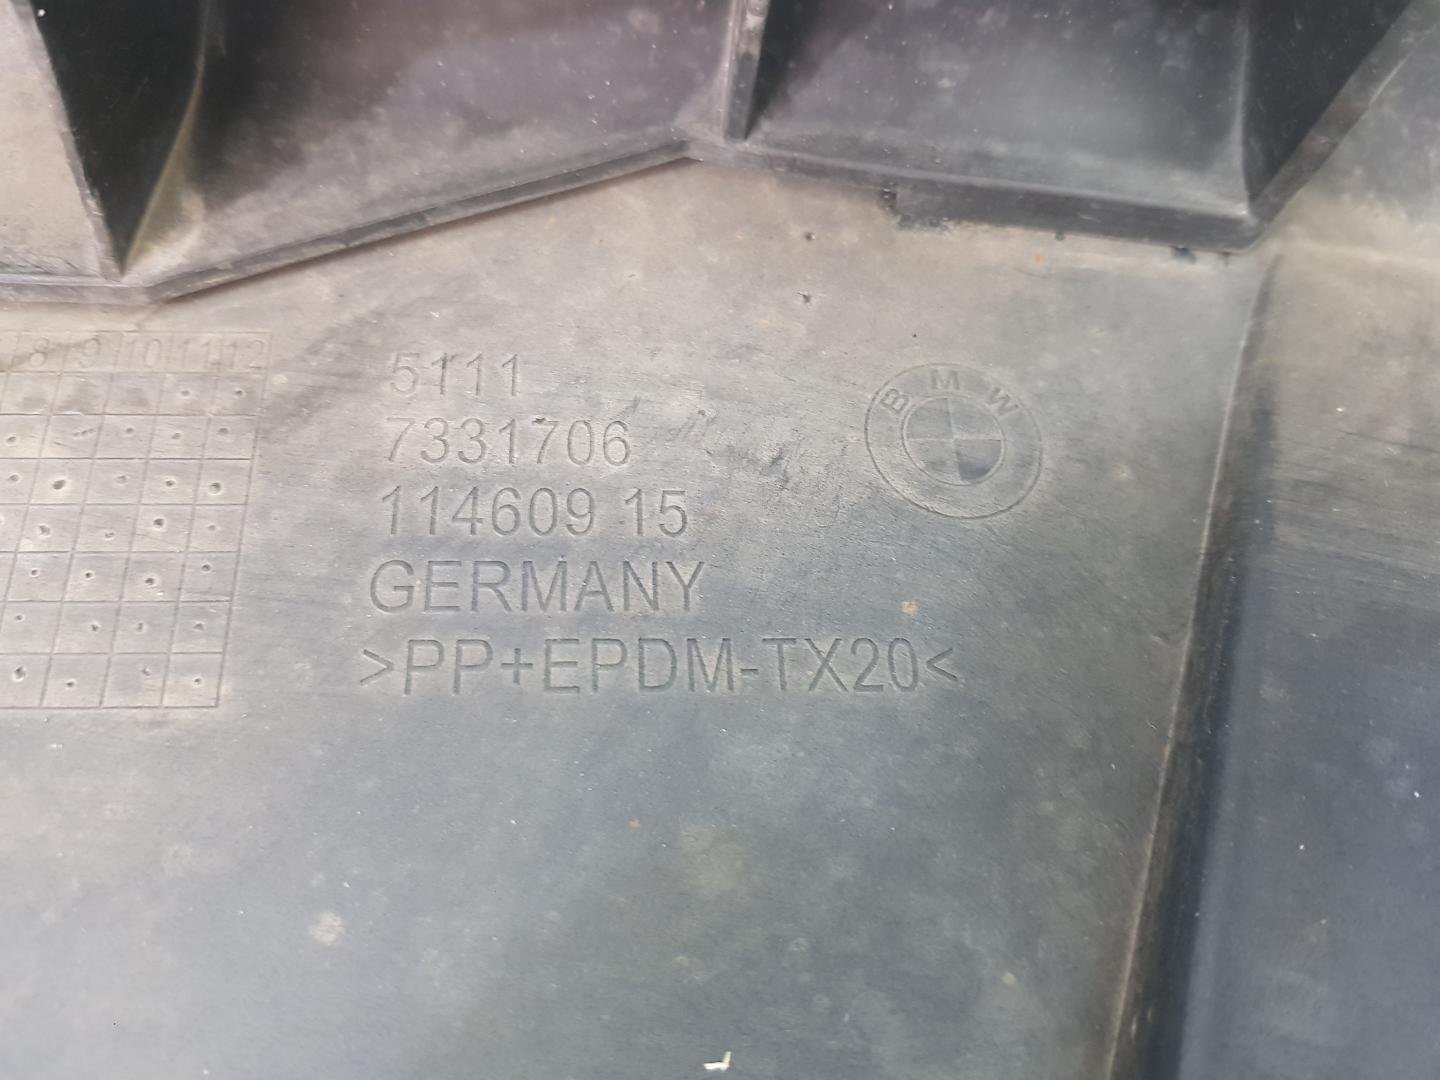 8 9 10 11 12
5111
7331706
114609 15
GERMANY
>PP+EPDM-TX20<
BMW